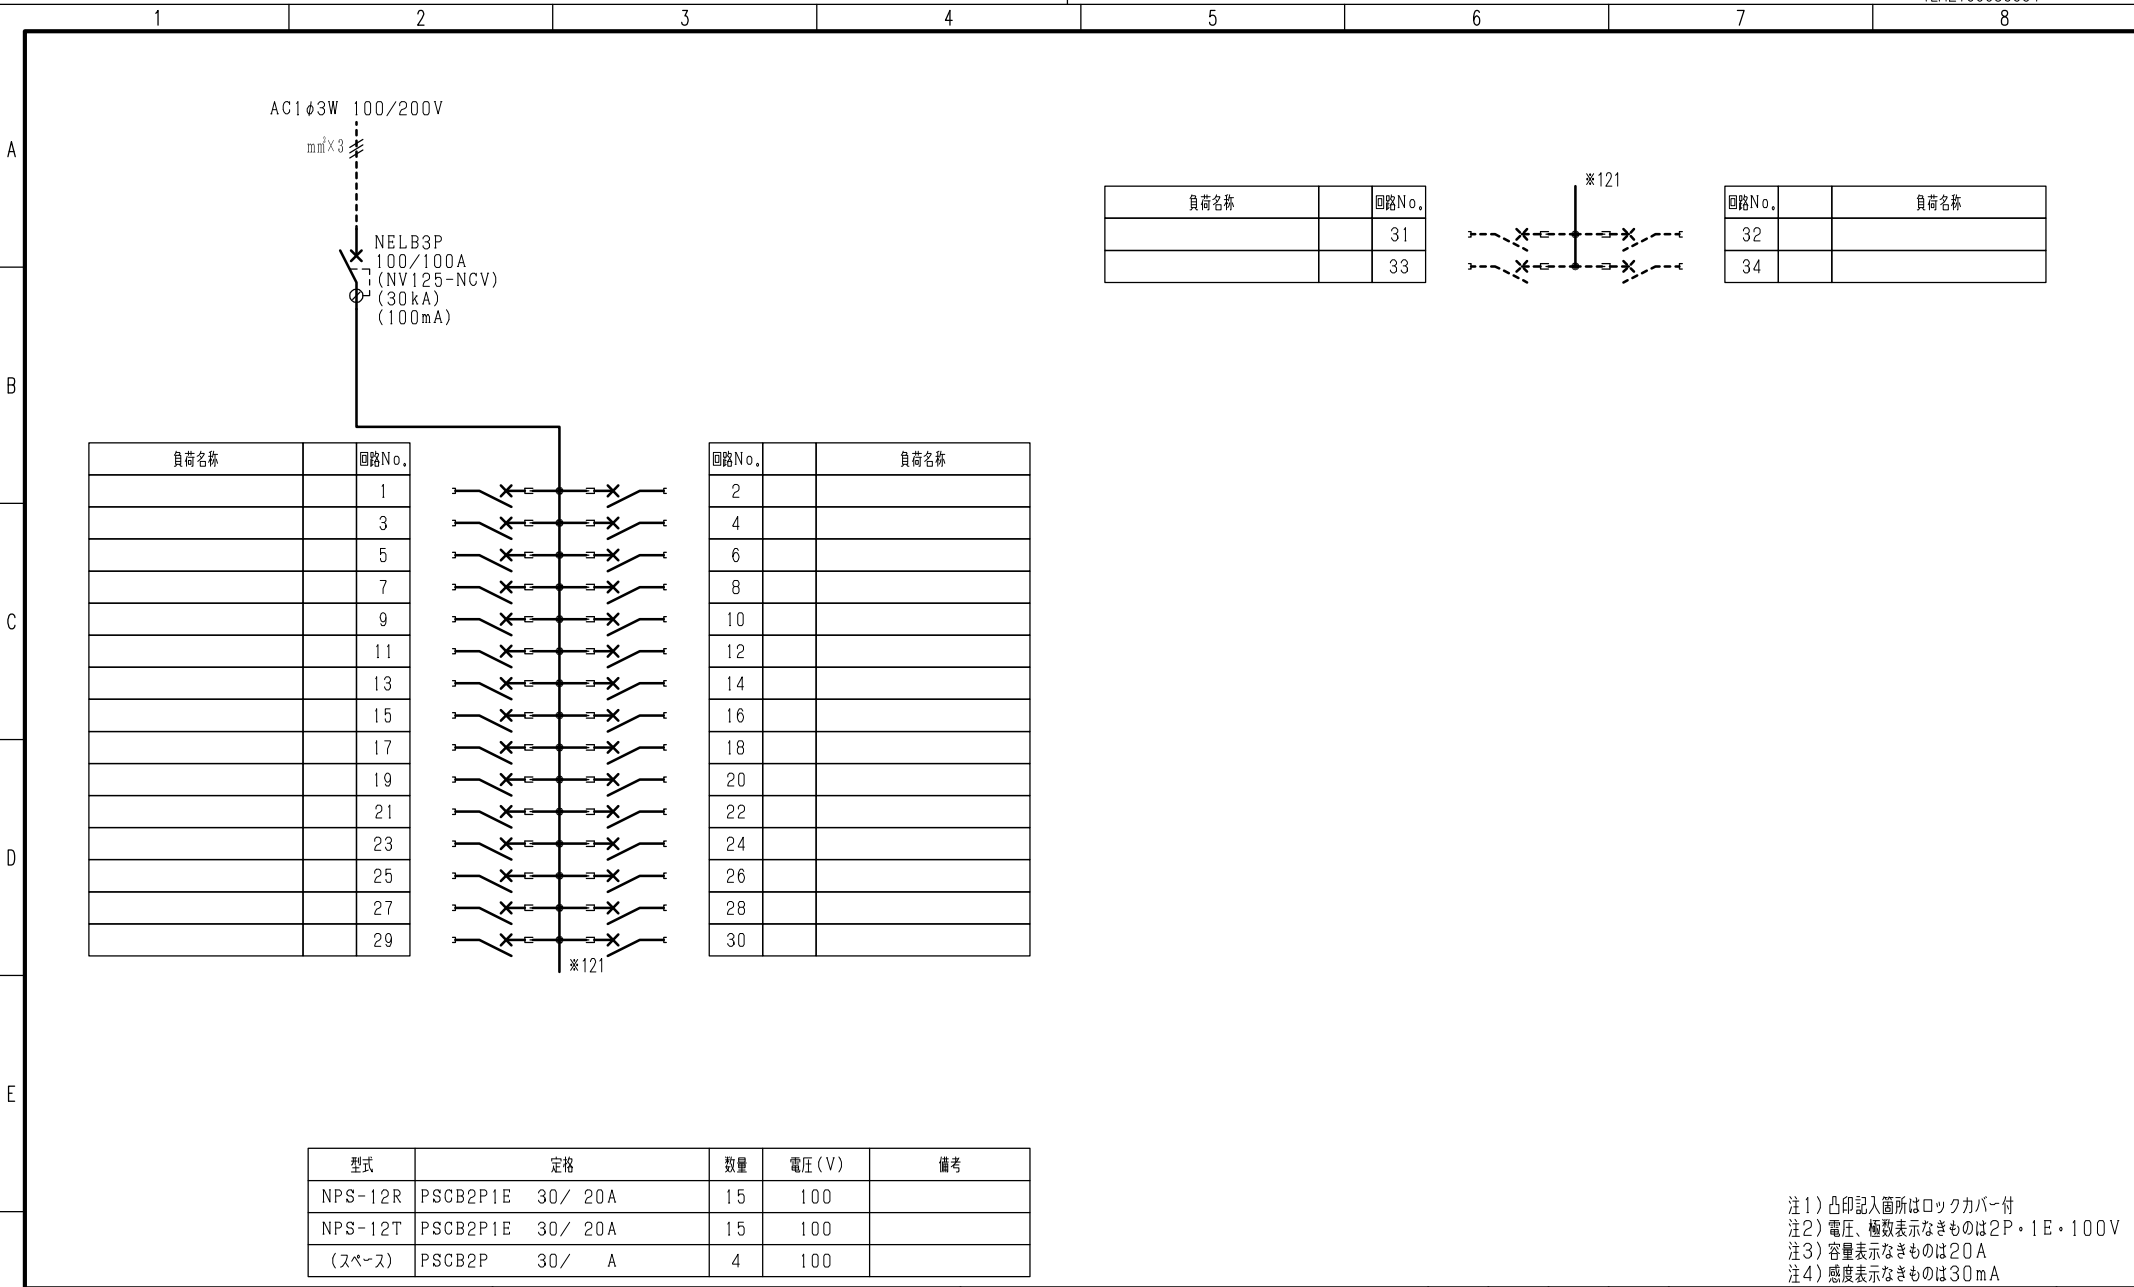 1 2 3 4 5 6 7 8
A
B
C
D
E
AC1φ3W 100/200V
mm²×3
NELB3P
100/100A
(NV125-NCV)
(30kA)
(100mA)
負荷名称 回路No.
1
3
5
7
9
11
13
15
17
19
21
23
25
27
29
回路No. 負荷名称
2
4
6
8
10
12
14
16
18
20
22
24
26
28
30
※121
※121
負荷名称 回路No.
31
33
回路No. 負荷名称
32
34
型式 定格 数量 電圧(V) 備考
NPS-12R PSCB2P1E 30/ 20A 15 100
NPS-12T PSCB2P1E 30/ 20A 15 100
(スペース) PSCB2P 30/ A 4 100
注1)凸印記入箇所はロックカバー付
注2)電圧、極数表示なきものは2P・1E・100V
注3)容量表示なきものは20A
注4)感度表示なきものは30mA